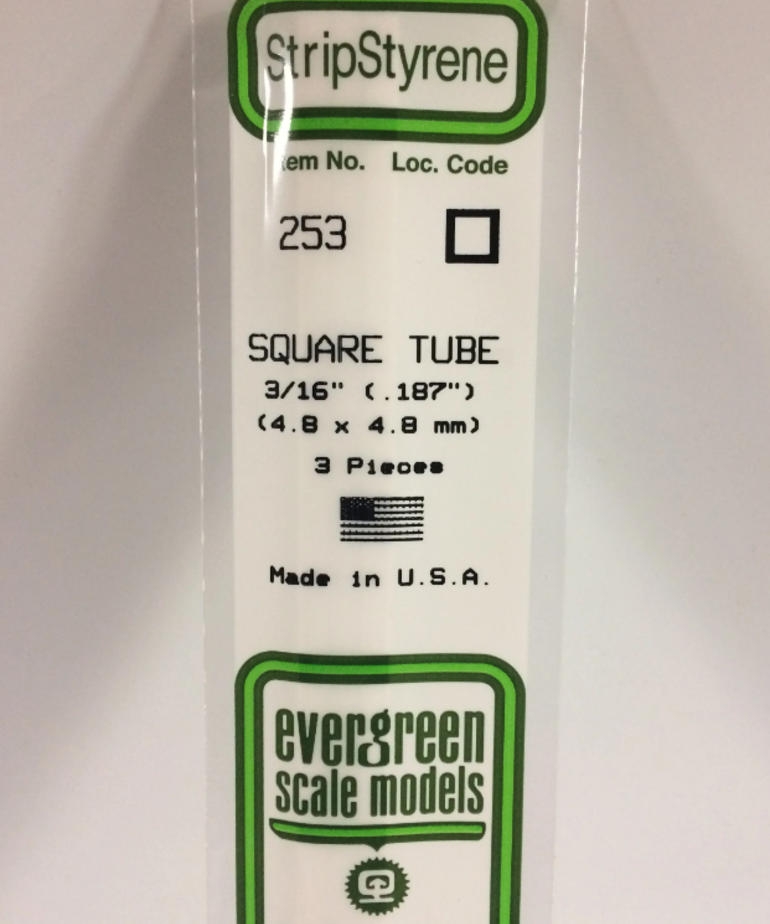 StripStyrene
Item No. Loc. Code
253
SQUARE TUBE
3/16" (.187")
(4.8 x 4.8 mm)
3 Pieces
Made in U.S.A.
evergreen
scale models